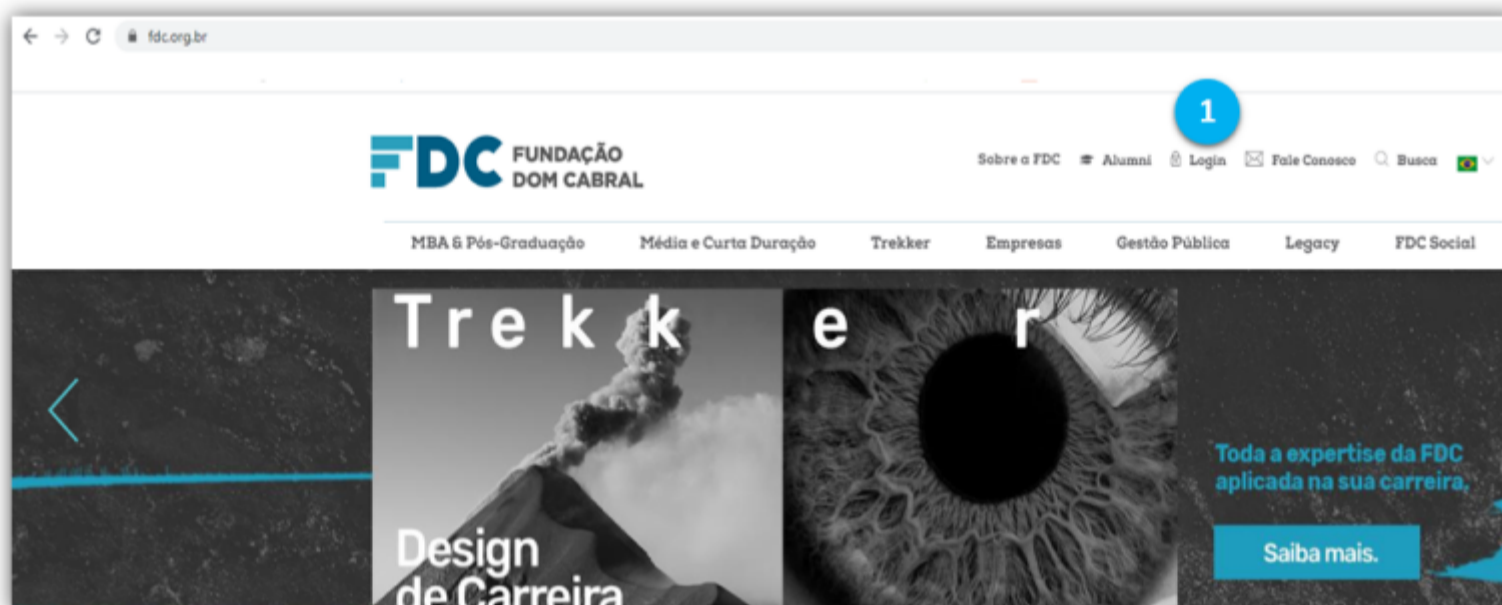 fdc.org.br
1
FDC FUNDAÇÃO
DOM CABRAL
Sobre a FDC Alumni Login Fale Conosco Busca
MBA & Pós-Graduação Média e Curta Duração Trekker Empresas Gestão Pública Legacy FDC Social
Trekker
Toda a expertise da FDC
aplicada na sua carreira.
Saiba mais.
Design
de Carreira